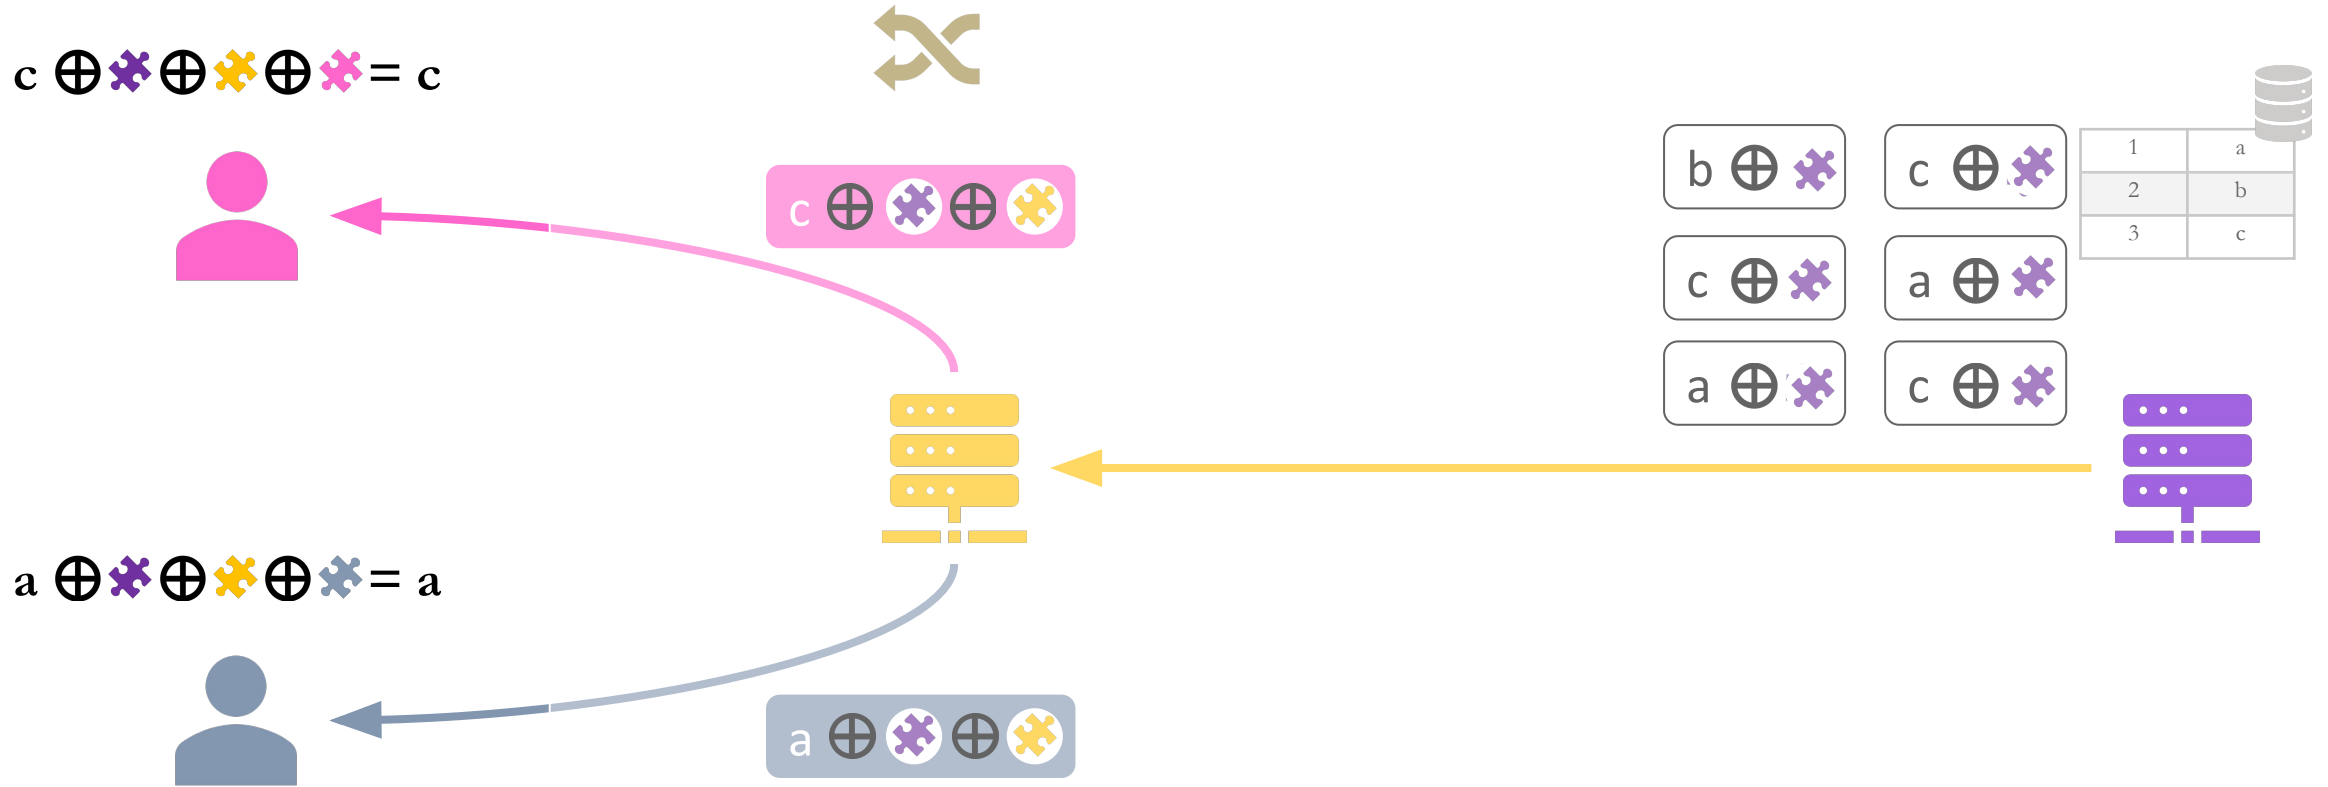 c ⊕ ⊕ ⊕ = c
c ⊕ ⊕
b ⊕ c ⊕
c ⊕ a ⊕
a ⊕ c ⊕
1 a
2 b
3 c
a ⊕ ⊕ ⊕ = a
a ⊕ ⊕